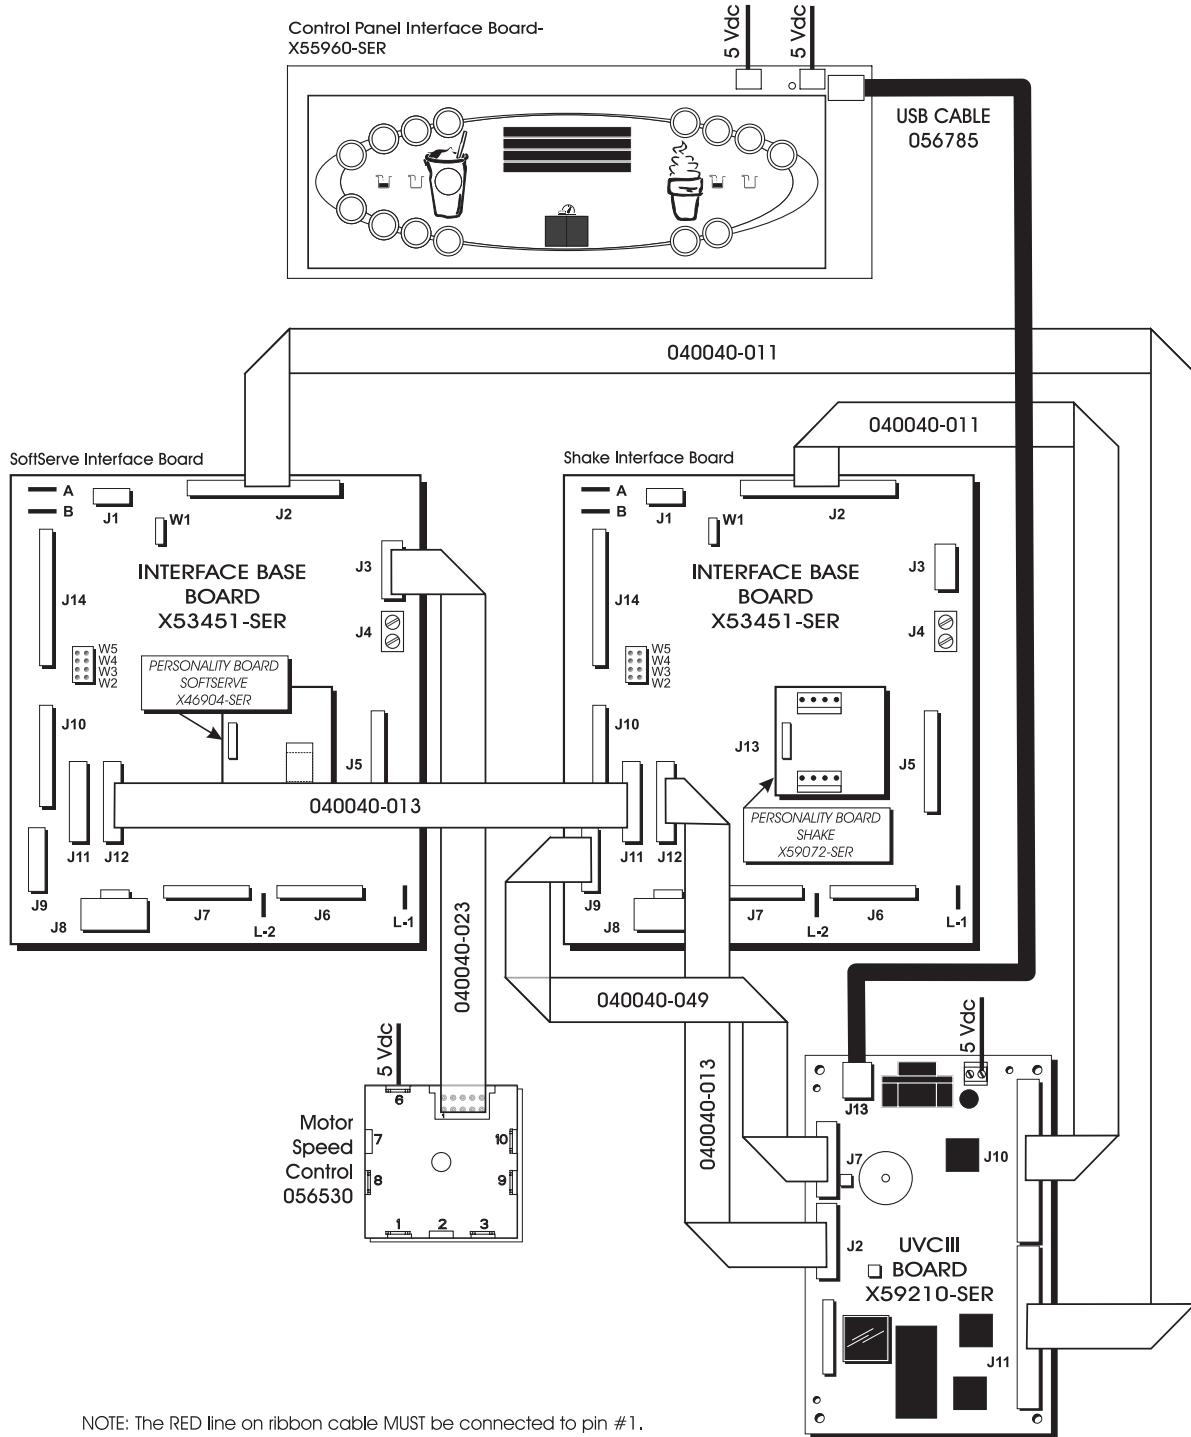 Control Panel Interface Board-
X55960-SER
5 Vdc
5 Vdc
USB CABLE
056785
040040-011
040040-011
SoftServe Interface Board
A
B
J1
W1
J2
J3
J4
J14
INTERFACE BASE
BOARD
X53451-SER
W5
W4
W3
W2
PERSONALITY BOARD
SOFTSERVE
X46904-SER
J10
J5
J11
J12
J9
J8
J7
L-2
J6
L-1
Shake Interface Board
A
B
J1
W1
J2
J3
J4
J14
INTERFACE BASE
BOARD
X53451-SER
W5
W4
W3
W2
J10
J13
J5
PERSONALITY BOARD
SHAKE
X59072-SER
J11
J12
J9
J8
J7
L-2
J6
L-1
040040-013
040040-023
040040-049
040040-013
5 Vdc
Motor
Speed
Control
056530
6
1
7
10
8
9
1
2
3
5 Vdc
J13
J7
J10
J2
UVCIII
BOARD
X59210-SER
J11
NOTE: The RED line on ribbon cable MUST be connected to pin #1.